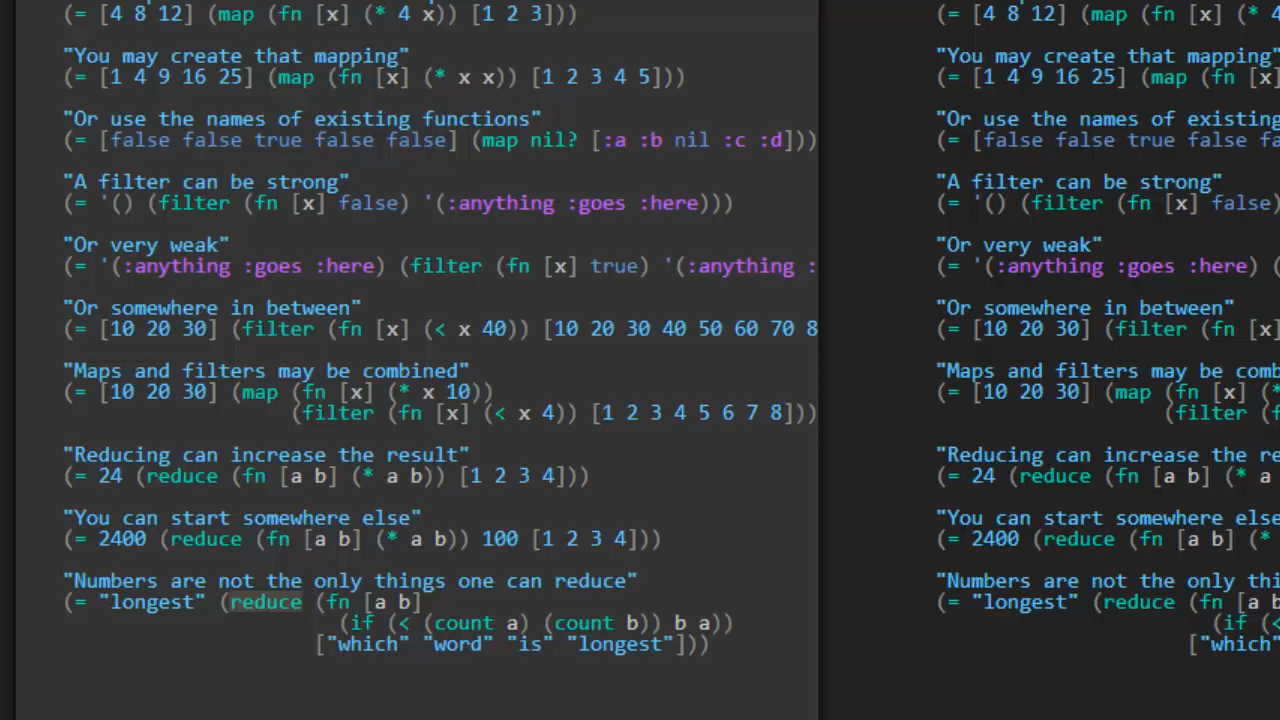 (= [4 8 12] (map (fn [x] (* 4 x)) [1 2 3]))
"You may create that mapping"
(= [1 4 9 16 25] (map (fn [x] (* x x)) [1 2 3 4 5]))
"Or use the names of existing functions"
(= [false false true false false] (map nil? [:a :b nil :c :d]))
"A filter can be strong"
(= '() (filter (fn [x] false) '(:anything :goes :here)))
"Or very weak"
(= '(:anything :goes :here) (filter (fn [x] true) '(:anything :
"Or somewhere in between"
(= [10 20 30] (filter (fn [x] (< x 40)) [10 20 30 40 50 60 70 8
"Maps and filters may be combined"
(= [10 20 30] (map (fn [x] (* x 10))
(filter (fn [x] (< x 4)) [1 2 3 4 5 6 7 8]))
"Reducing can increase the result"
(= 24 (reduce (fn [a b] (* a b)) [1 2 3 4]))
"You can start somewhere else"
(= 2400 (reduce (fn [a b] (* a b)) 100 [1 2 3 4]))
"Numbers are not the only things one can reduce"
(= "longest" (reduce (fn [a b]
(if (< (count a) (count b)) b a))
["which" "word" "is" "longest"]))
(= [4 8 12] (map (fn [x] (* 4
"You may create that mapping"
(= [1 4 9 16 25] (map (fn [x]
"Or use the names of existing
(= [false false true false fa
"A filter can be strong"
(= '() (filter (fn [x] false)
"Or very weak"
(= '(:anything :goes :here) (
"Or somewhere in between"
(= [10 20 30] (filter (fn [x]
"Maps and filters may be comb
(= [10 20 30] (map (fn [x] (*
(filter (f
"Reducing can increase the re
(= 24 (reduce (fn [a b] (* a
"You can start somewhere else
(= 2400 (reduce (fn [a b] (*
"Numbers are not the only thi
(= "longest" (reduce (fn [a b
(if (<
["which"